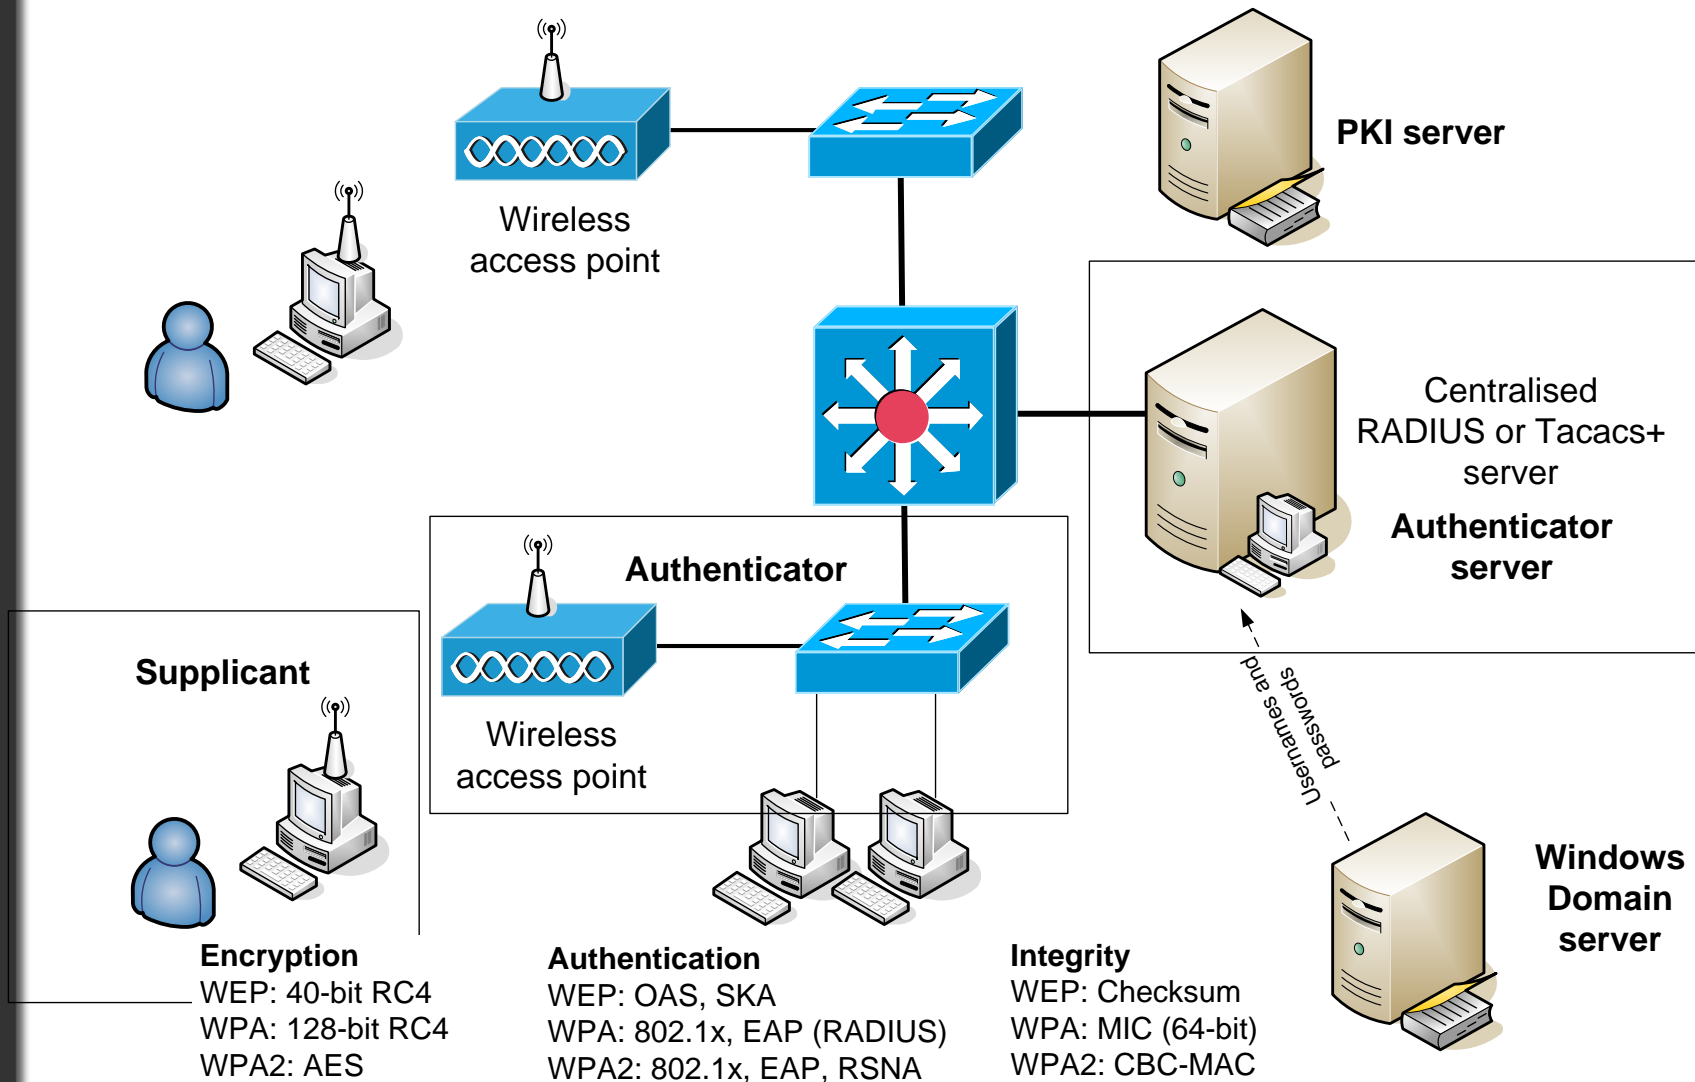 PKI server
Wireless
access point
Centralised
RADIUS or Tacacs+
server
Authenticator
server
Authenticator
Supplicant
Wireless
access point
Usernames and
passwords
Windows
Domain
server
Encryption
WEP: 40-bit RC4
WPA: 128-bit RC4
WPA2: AES
Authentication
WEP: OAS, SKA
WPA: 802.1x, EAP (RADIUS)
WPA2: 802.1x, EAP, RSNA
Integrity
WEP: Checksum
WPA: MIC (64-bit)
WPA2: CBC-MAC